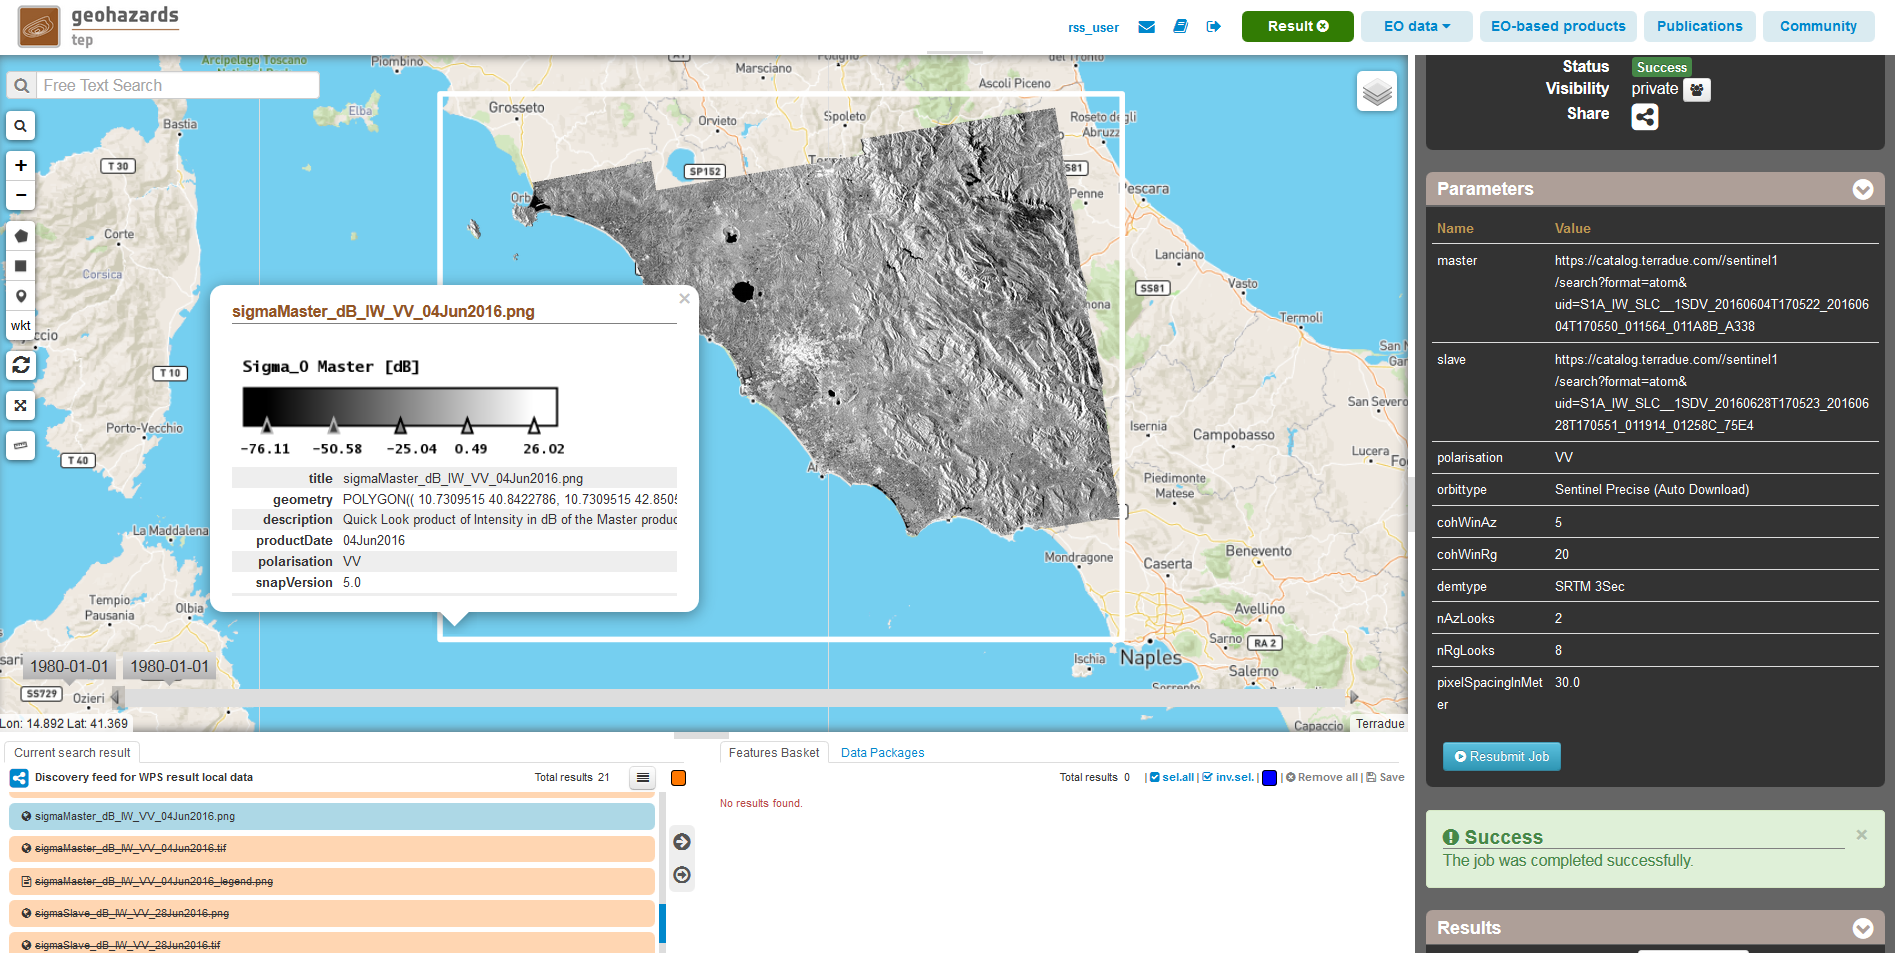 geohazards
tep
rss_user
Result
EO data
EO-based products
Publications
Community
Free Text Search
Arcipelago Toscano
Piombino
Elba
Grosseto
Marsciano
Orvieto
Spoleto
Ascoli Piceno
del Tronto
Roseto degli
Abruzzi
Bastia
T 30
SP152
S81
Penne
Pescara
Corte
Corsica
wkt
T 10
Porto-Vecchio
T 40
Lanciano
Vasto
SS81
Termoli
San Severo
Isernia
Campobasso
Lucera
Piedimonte
Matese
Mondragone
Caserta
Benevento
Avellino
Sarno
RA 2
Salerno
Ischia
Naples
Sorrento
Capaccio
La Maddalena
Tempio
Pausania
Olbia
SS729
Ozieri
1980-01-01
1980-01-01
Lon: 14.892 Lat: 41.369
Terradue
sigmaMaster_dB_IW_VV_04Jun2016.png
Sigma_0 Master [dB]
-76.11 -50.58 -25.04 0.49 26.02
title sigmaMaster_dB_IW_VV_04Jun2016.png
geometry POLYGON(( 10.7309515 40.8422786, 10.7309515 42.8505
description Quick Look product of Intensity in dB of the Master produc
productDate 04Jun2016
polarisation VV
snapVersion 5.0
Current search result
Discovery feed for WPS result local data
Total results 21
sigmaMaster_dB_IW_VV_04Jun2016.png
sigmaMaster_dB_IW_VV_04Jun2016.tif
sigmaMaster_dB_IW_VV_04Jun2016_legend.png
sigmaSlave_dB_IW_VV_28Jun2016.png
sigmaSlave_dB_IW_VV_28Jun2016.tif
Features Basket
Data Packages
Total results 0 | sel.all | inv.sel. | | Remove all | Save
No results found.
Status Success
Visibility private
Share
Parameters
Name Value
master https://catalog.terradue.com//sentinel1
/search?format=atom&
uid=S1A_IW_SLC__1SDV_20160604T170522_201606
04T170550_011564_011A8B_A338
slave https://catalog.terradue.com//sentinel1
/search?format=atom&
uid=S1A_IW_SLC__1SDV_20160628T170523_201606
28T170551_011914_01258C_75E4
polarisation VV
orbittype Sentinel Precise (Auto Download)
cohWinAz 5
cohWinRg 20
demtype SRTM 3Sec
nAzLooks 2
nRgLooks 8
pixelSpacingInMet 30.0
er
Resubmit Job
Success
The job was completed successfully.
Results